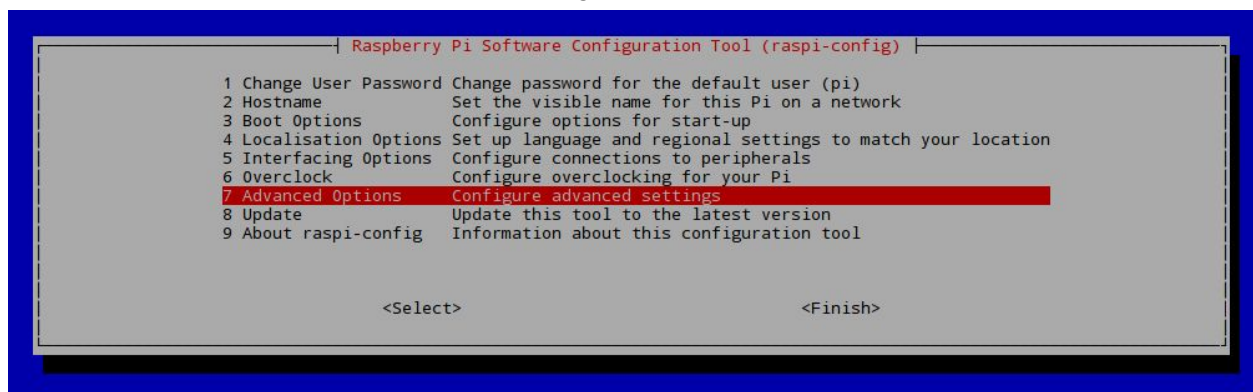 Raspberry Pi Software Configuration Tool (raspi-config)
1 Change User Password Change password for the default user (pi)
2 Hostname Set the visible name for this Pi on a network
3 Boot Options Configure options for start-up
4 Localisation Options Set up language and regional settings to match your location
5 Interfacing Options Configure connections to peripherals
6 Overclock Configure overclocking for your Pi
7 Advanced Options Configure advanced settings
8 Update Update this tool to the latest version
9 About raspi-config Information about this configuration tool
<Select> <Finish>